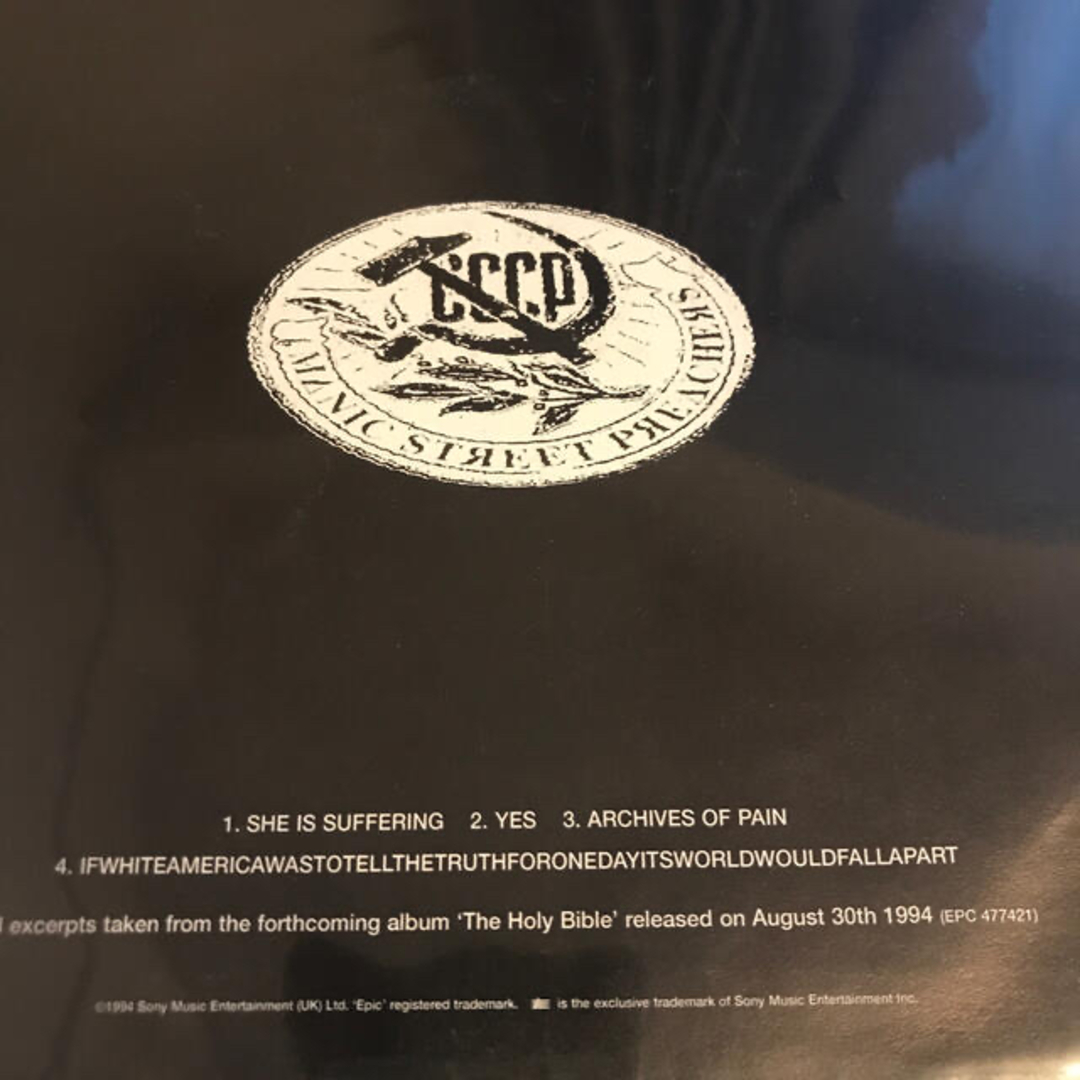 CCCP
MANIC STЯEET PЯEACHEЯS
1. SHE IS SUFFERING 2. YES 3. ARCHIVES OF PAIN
4. IFWHITEAMERICAWASTOTELLTHETRUTHFORONEDAYITSWORLDWOULDFALLAPART
excerpts taken from the forthcoming album ‘The Holy Bible’ released on August 30th 1994 (EPC 477421)
©1994 Sony Music Entertainment (UK) Ltd. ‘Epic’ registered trademark. is the exclusive trademark of Sony Music Entertainment Inc.